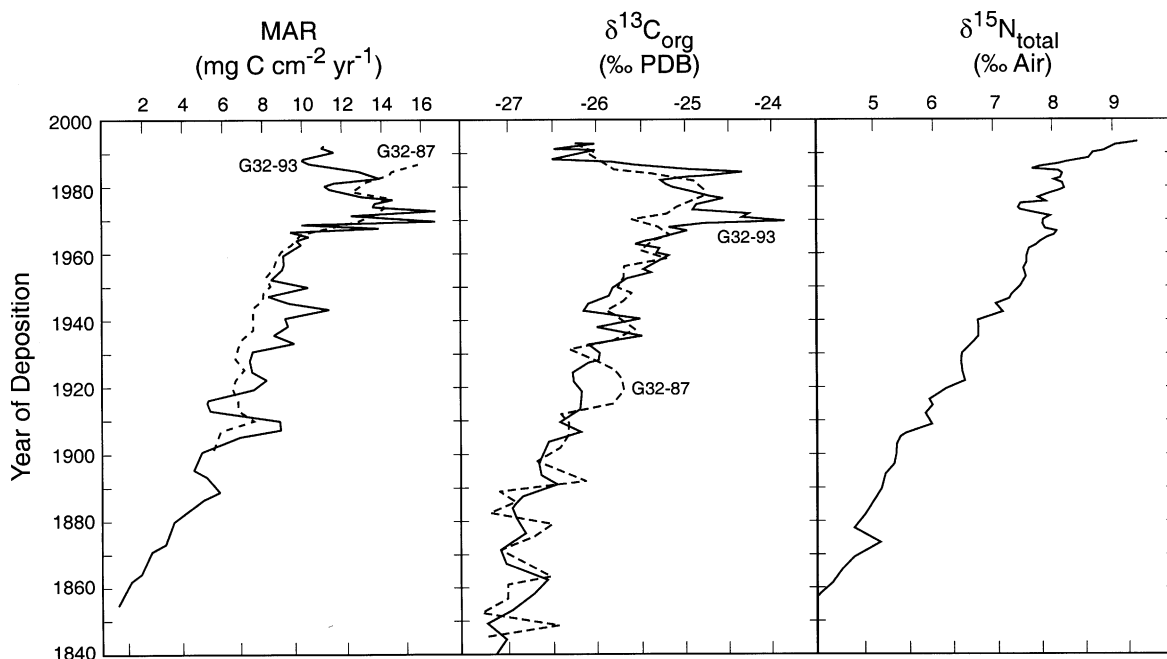 MAR
(mg C cm⁻² yr⁻¹)
δ¹³C_org
(‰ PDB)
δ¹⁵N_total
(‰ Air)
2 4 6 8 10 12 14 16
-27 -26 -25 -24
5 6 7 8 9
2000
1980
1960
1940
1920
1900
1880
1860
1840
Year of Deposition
G32-93
G32-87
G32-93
G32-87